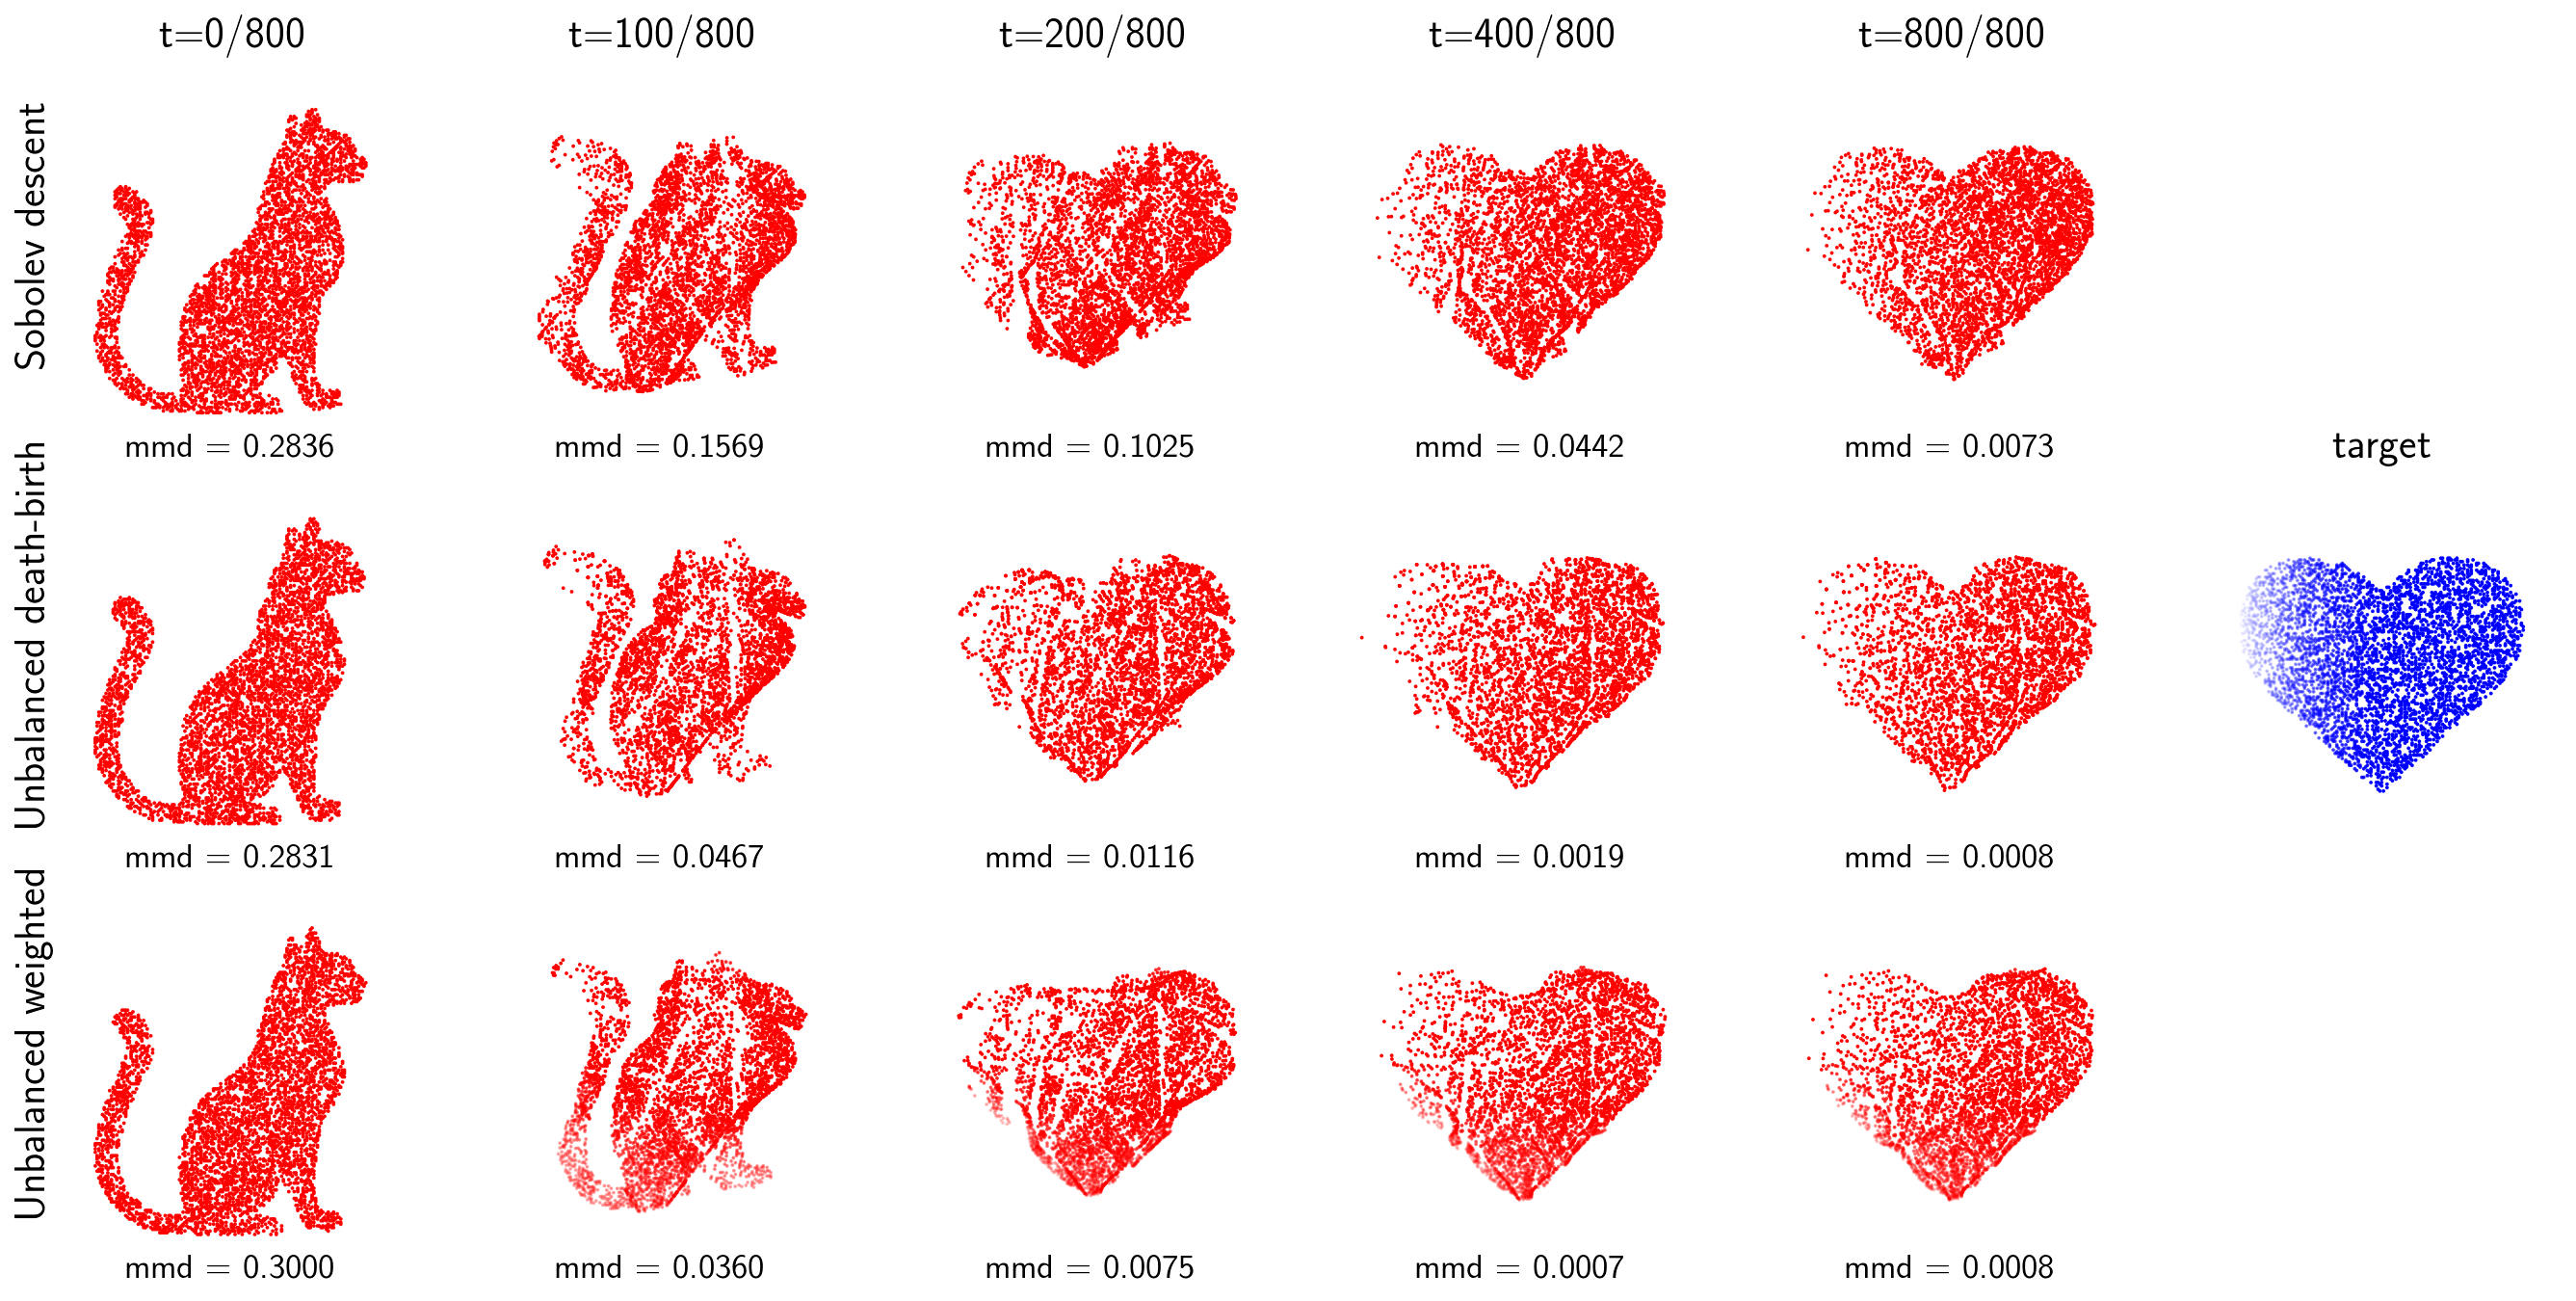 t=0/800
t=100/800
t=200/800
t=400/800
t=800/800
Sobolev descent
mmd = 0.2836
mmd = 0.1569
mmd = 0.1025
mmd = 0.0442
mmd = 0.0073
target
Unbalanced death-birth
mmd = 0.2831
mmd = 0.0467
mmd = 0.0116
mmd = 0.0019
mmd = 0.0008
Unbalanced weighted
mmd = 0.3000
mmd = 0.0360
mmd = 0.0075
mmd = 0.0007
mmd = 0.0008